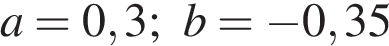 a = 0,3; b = −0,35